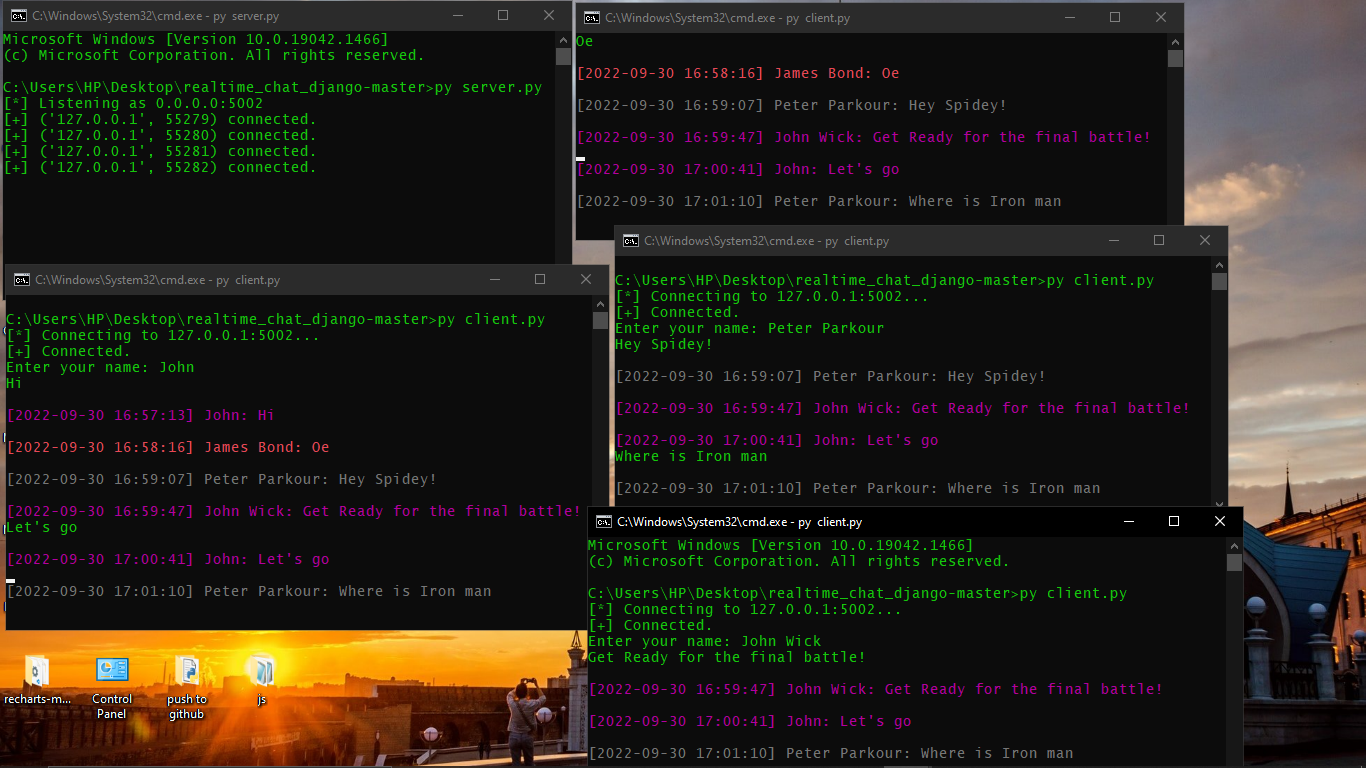 C:\Windows\System32\cmd.exe - py server.py
Microsoft Windows [Version 10.0.19042.1466]
(c) Microsoft Corporation. All rights reserved.
C:\Users\HP\Desktop\realtime_chat_django-master>py server.py
[*] Listening as 0.0.0.0:5002
[+] ('127.0.0.1', 55279) connected.
[+] ('127.0.0.1', 55280) connected.
[+] ('127.0.0.1', 55281) connected.
[+] ('127.0.0.1', 55282) connected.
C:\Windows\System32\cmd.exe - py client.py
Oe
[2022-09-30 16:58:16] James Bond: Oe
[2022-09-30 16:59:07] Peter Parkour: Hey Spidey!
[2022-09-30 16:59:47] John Wick: Get Ready for the final battle!
[2022-09-30 17:00:41] John: Let's go
[2022-09-30 17:01:10] Peter Parkour: Where is Iron man
C:\Windows\System32\cmd.exe - py client.py
C:\Users\HP\Desktop\realtime_chat_django-master>py client.py
[*] Connecting to 127.0.0.1:5002...
[+] Connected.
Enter your name: Peter Parkour
Hey Spidey!
[2022-09-30 16:59:07] Peter Parkour: Hey Spidey!
[2022-09-30 16:59:47] John Wick: Get Ready for the final battle!
[2022-09-30 17:00:41] John: Let's go
Where is Iron man
[2022-09-30 17:01:10] Peter Parkour: Where is Iron man
C:\Windows\System32\cmd.exe - py client.py
C:\Users\HP\Desktop\realtime_chat_django-master>py client.py
[*] Connecting to 127.0.0.1:5002...
[+] Connected.
Enter your name: John
Hi
[2022-09-30 16:57:13] John: Hi
[2022-09-30 16:58:16] James Bond: Oe
[2022-09-30 16:59:07] Peter Parkour: Hey Spidey!
[2022-09-30 16:59:47] John Wick: Get Ready for the final battle!
Let's go
[2022-09-30 17:00:41] John: Let's go
[2022-09-30 17:01:10] Peter Parkour: Where is Iron man
C:\Windows\System32\cmd.exe - py client.py
Microsoft Windows [Version 10.0.19042.1466]
(c) Microsoft Corporation. All rights reserved.
C:\Users\HP\Desktop\realtime_chat_django-master>py client.py
[*] Connecting to 127.0.0.1:5002...
[+] Connected.
Enter your name: John Wick
Get Ready for the final battle!
[2022-09-30 16:59:47] John Wick: Get Ready for the final battle!
[2022-09-30 17:00:41] John: Let's go
[2022-09-30 17:01:10] Peter Parkour: Where is Iron man
recharts-m...
Control
Panel
push to
github
js